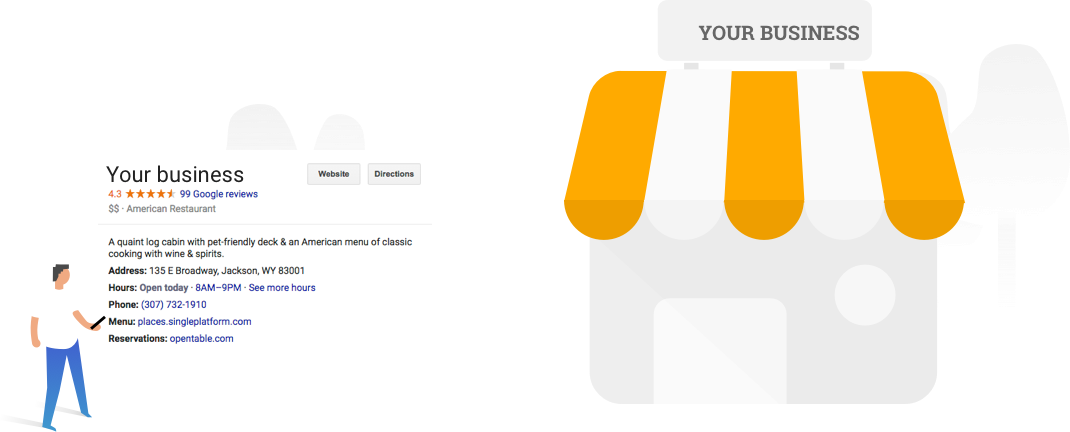 YOUR BUSINESS
Your business
Website
Directions
4.3 99 Google reviews
$$ · American Restaurant
A quaint log cabin with pet-friendly deck & an American menu of classic
cooking with wine & spirits.
Address: 135 E Broadway, Jackson, WY 83001
Hours: Open today · 8AM–9PM · See more hours
Phone: (307) 732-1910
Menu: places.singleplatform.com
Reservations: opentable.com